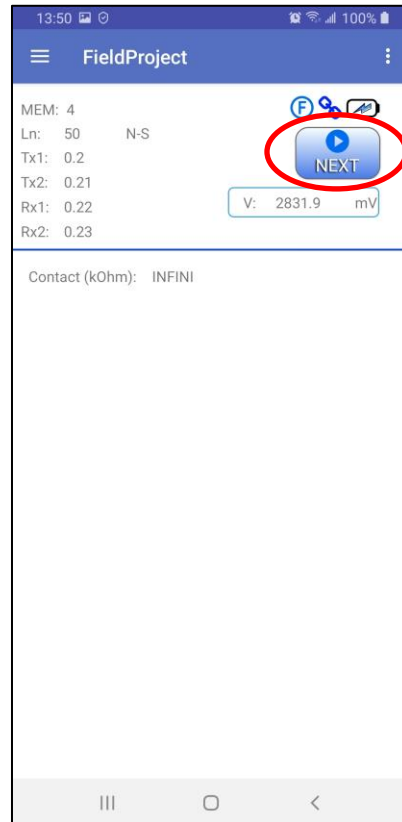 13:50 100%
FieldProject
MEM: 4
F
Ln: 50 N-S
NEXT
Tx1: 0.2
Tx2: 0.21
Rx1: 0.22
V: 2831.9 mV
Rx2: 0.23
Contact (kOhm): INFINI